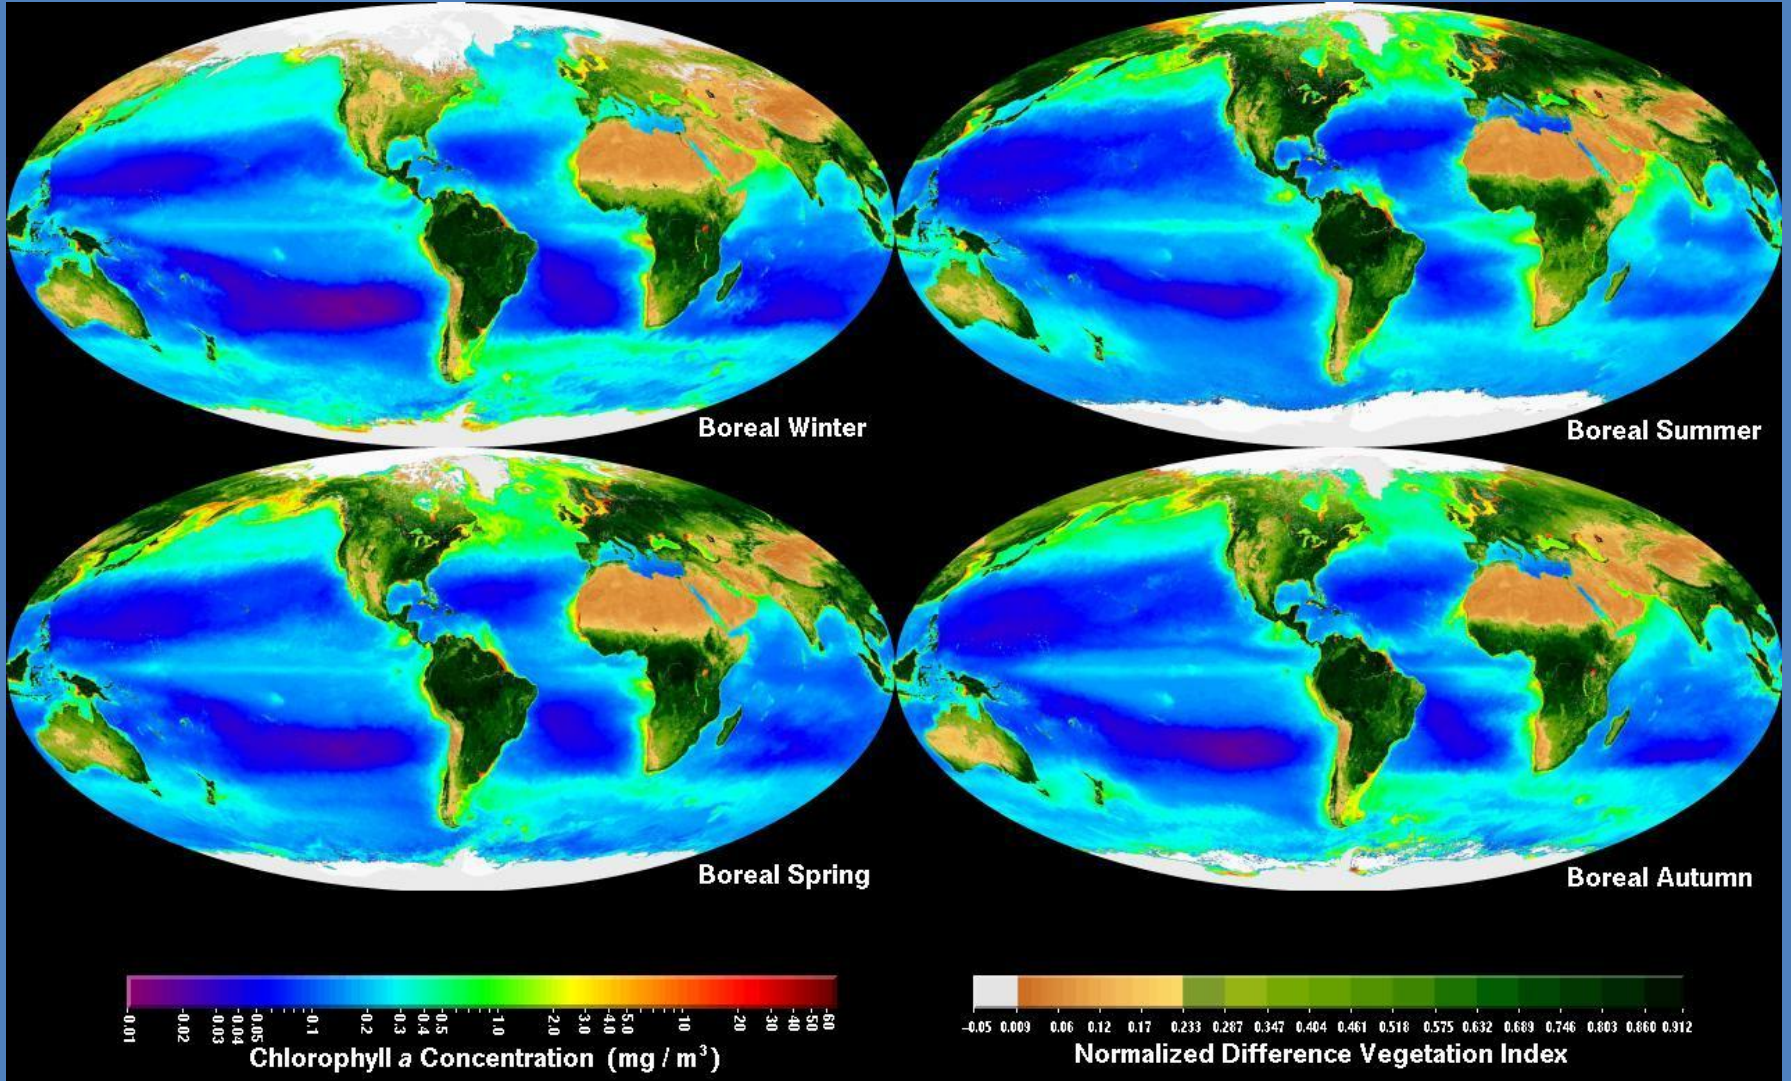 Boreal Winter
Boreal Summer
Boreal Spring
Boreal Autumn
0.01 0.02 0.03 0.04 0.05 0.1 0.2 0.3 0.4 0.5 1.0 2.0 3.0 4.0 5.0 10 20 30 40 50 60
Chlorophyll a Concentration (mg / m³)
-0.05 0.009 0.06 0.12 0.17 0.233 0.287 0.347 0.404 0.461 0.518 0.575 0.632 0.689 0.746 0.803 0.860 0.912
Normalized Difference Vegetation Index